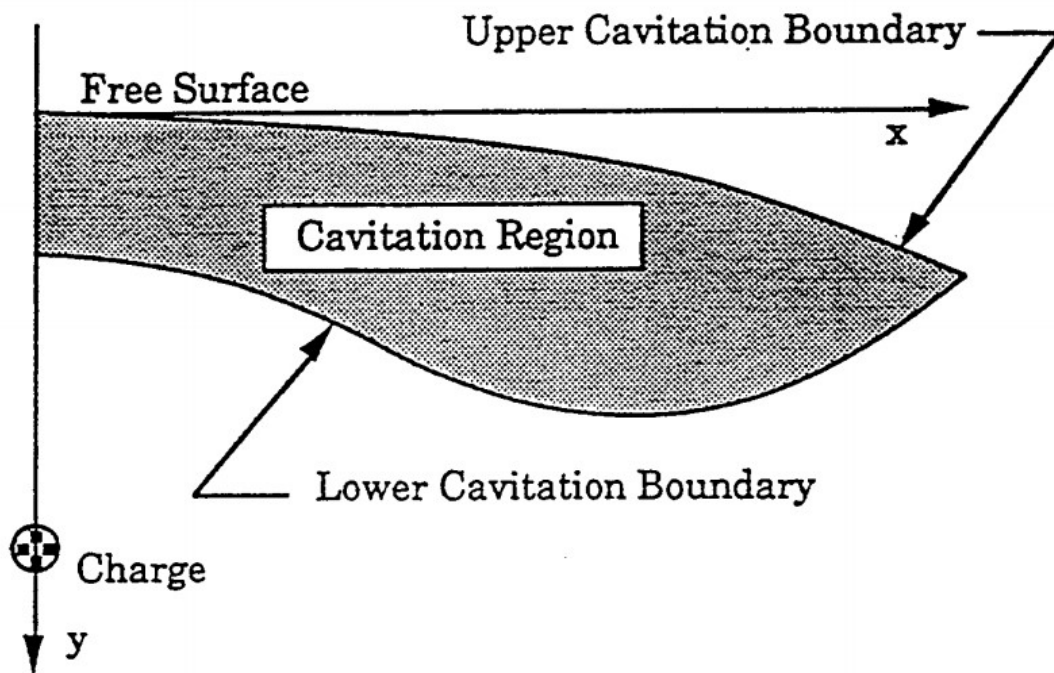 Upper Cavitation Boundary
Free Surface
x
Cavitation Region
Lower Cavitation Boundary
Charge
y